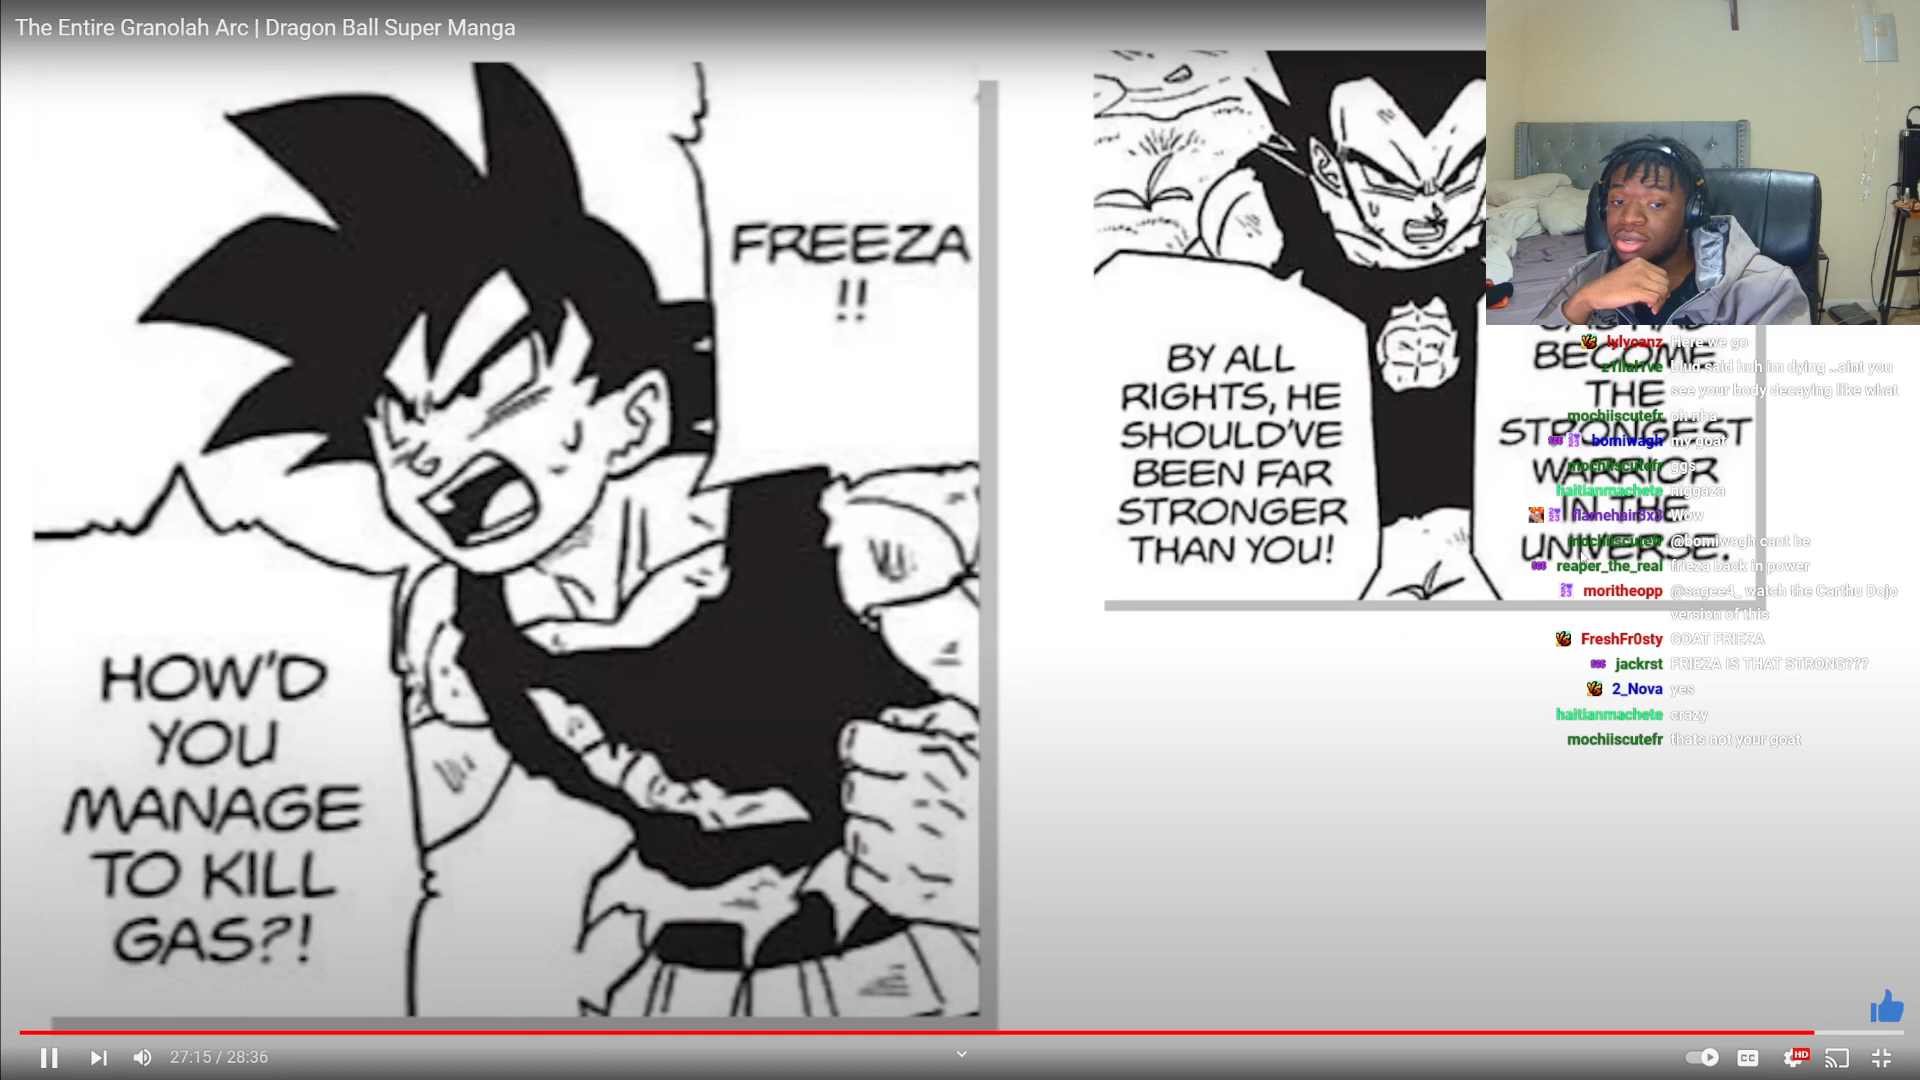 The Entire Granolah Arc | Dragon Ball Super Manga
FREEZA
!!
HOW'D
YOU
MANAGE
TO KILL
GAS?!
BY ALL
RIGHTS, HE
SHOULD'VE
BEEN FAR
STRONGER
THAN YOU!
BECOME
THE
STRONGEST
WARRIOR
IN THE
UNIVERSE.
lylycanz Here we go
blud said huh im dying ..aint you
see your body decaying like what
mochiiscutefr oh nha
bomiwagh my goat
mochiiscutefr ggs
haitianmachete niggaza
flamehair3x3 Wow
mochiiscutefr @bomiwagh cant be
reaper_the_real frieza back in power
moritheopp @sagee4_ watch the Carthu Dojo
version of this
FreshFr0sty GOAT FRIEZA
jackrst FRIEZA IS THAT STRONG???
2_Nova yes
haitianmachete crazy
mochiiscutefr thats not your goat
27:15 / 28:36
CC
HD